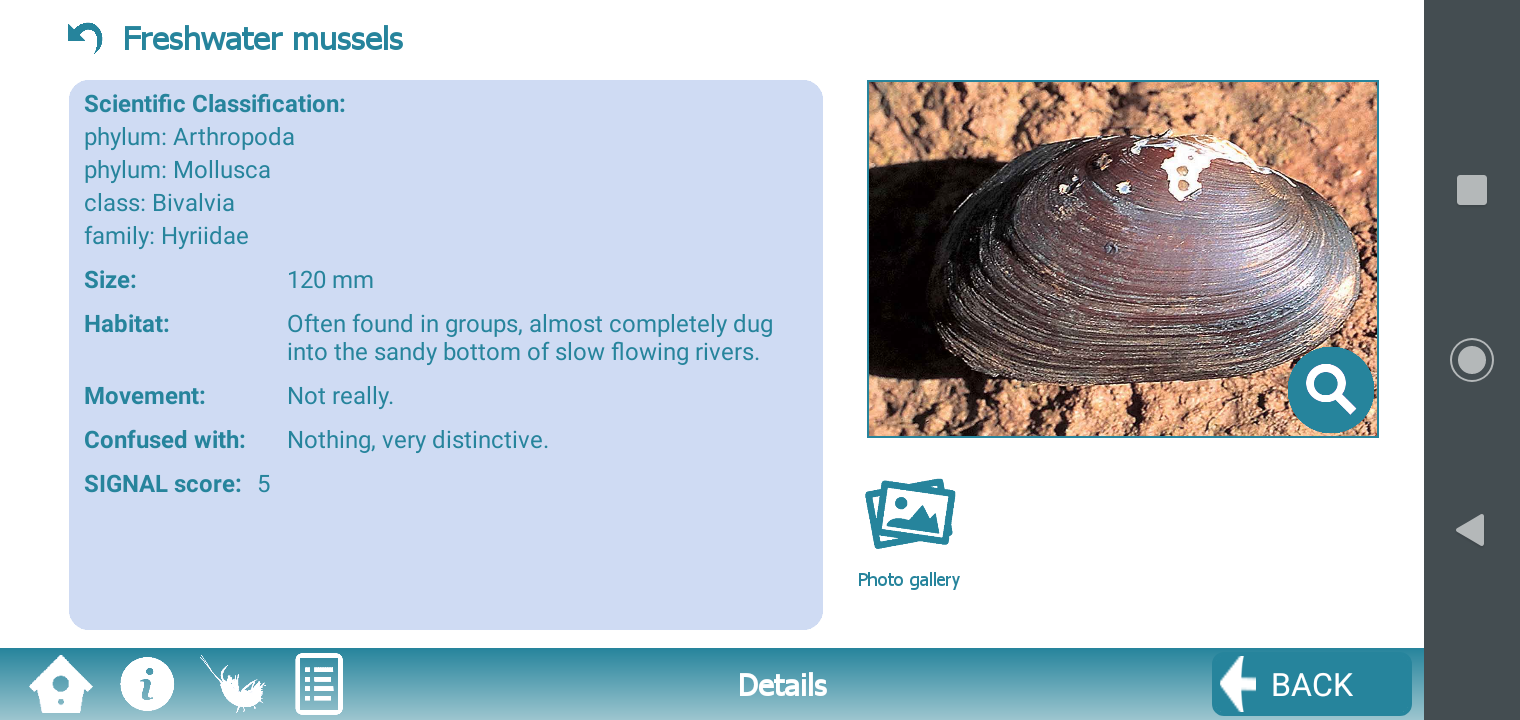 Freshwater mussels
Scientific Classification:
phylum: Arthropoda
phylum: Mollusca
class: Bivalvia
family: Hyriidae
Size: 120 mm
Habitat: Often found in groups, almost completely dug
into the sandy bottom of slow flowing rivers.
Movement: Not really.
Confused with: Nothing, very distinctive.
SIGNAL score: 5
Photo gallery
Details
BACK